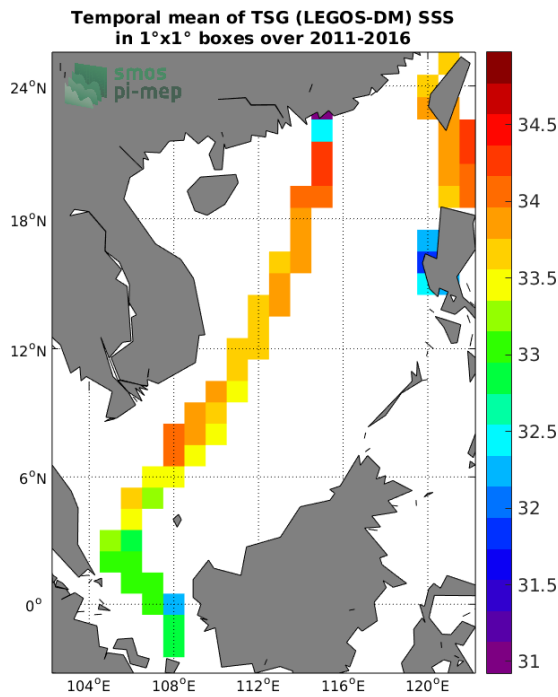 Temporal mean of TSG (LEGOS-DM) SSS
in 1°x1° boxes over 2011-2016
smos
pi-mep
24°N
18°N
12°N
6°N
0°
104°E
108°E
112°E
116°E
120°E
34.5
34
33.5
33
32.5
32
31.5
31